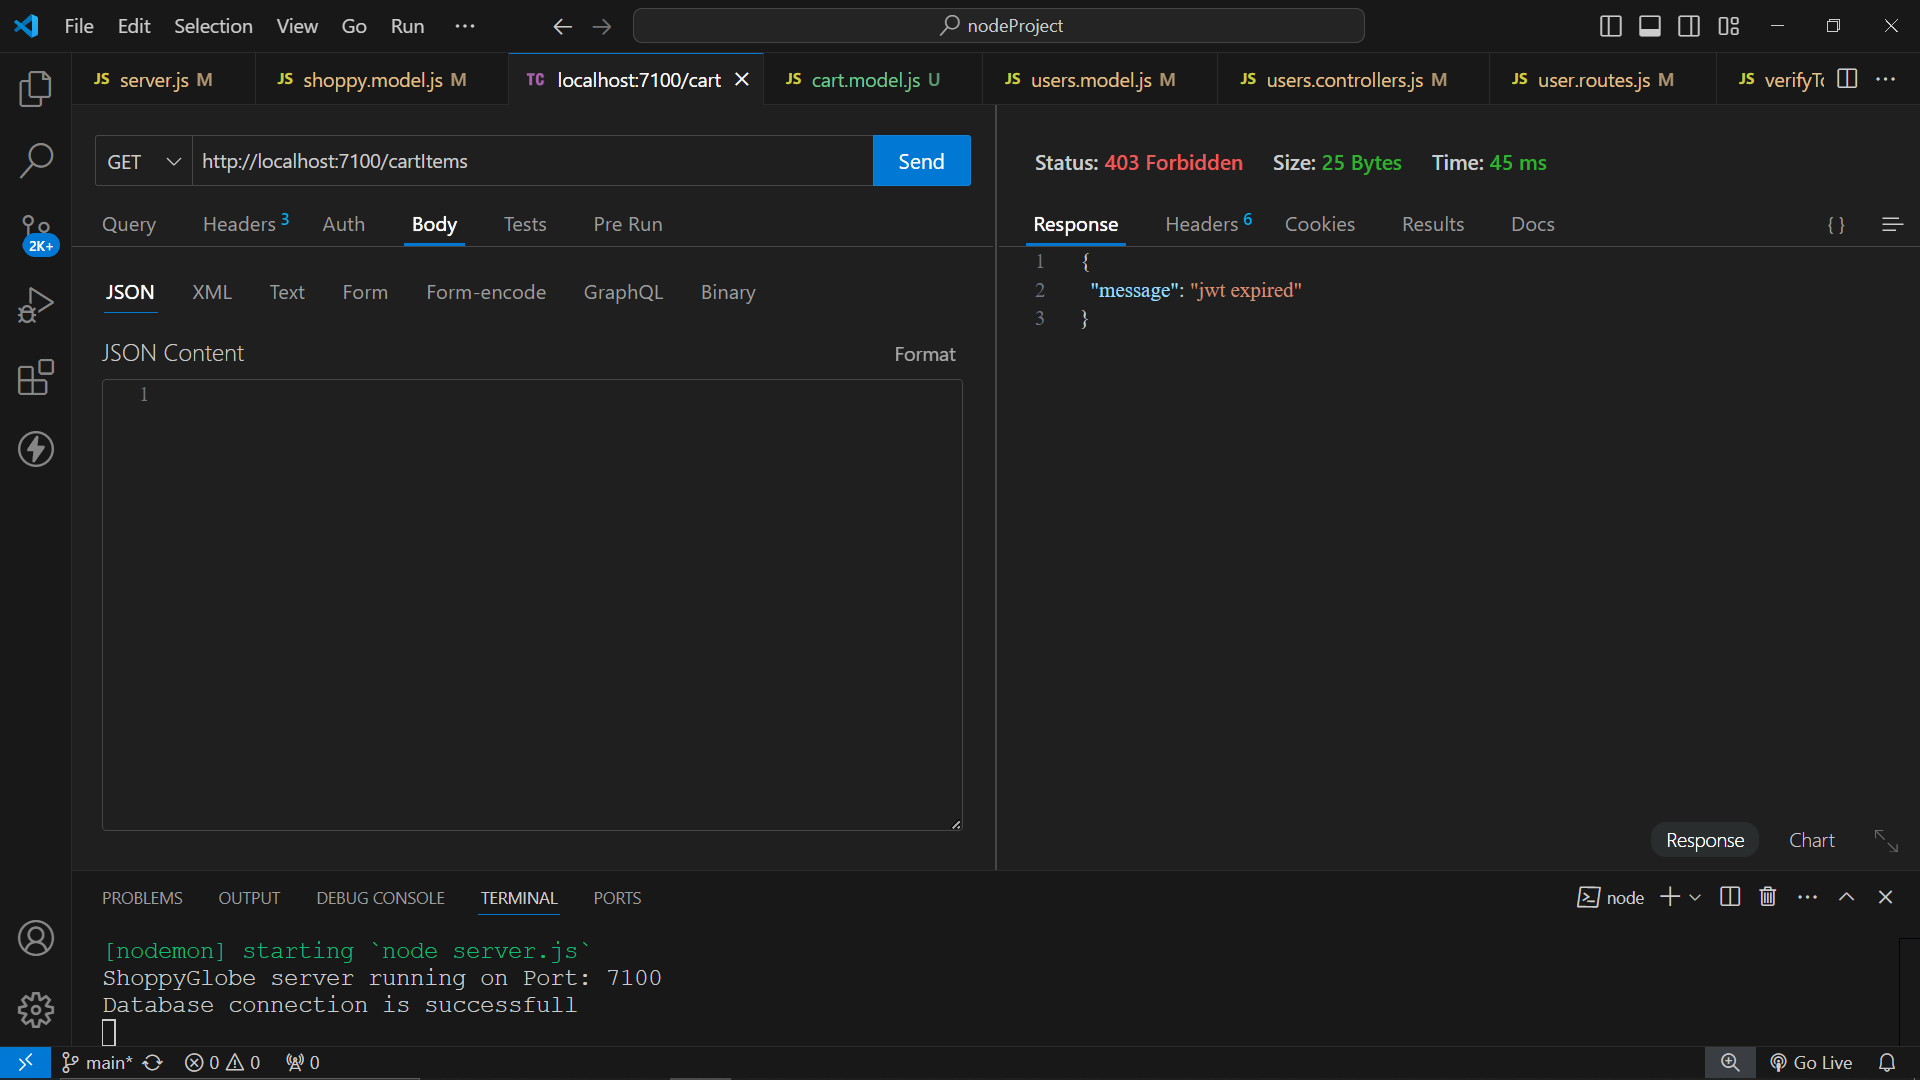 File Edit Selection View Go Run ··· nodeProject
JS server.js M JS shoppy.model.js M TC localhost:7100/cart JS cart.model.js U JS users.model.js M JS users.controllers.js M JS user.routes.js M JS
GET http://localhost:7100/cartItems Send
Status: 403 Forbidden Size: 25 Bytes Time: 45 ms
Query Headers 3 Auth Body Tests Pre Run
Response Headers 6 Cookies Results Docs { }
2K+
JSON XML Text Form Form-encode GraphQL Binary
JSON Content Format
1
1 {
2 "message": "jwt expired"
3 }
Response Chart
PROBLEMS OUTPUT DEBUG CONSOLE TERMINAL PORTS node
[nodemon] starting `node server.js`
ShoppyGlobe server running on Port: 7100
Database connection is successfull
main* 0 0 0 Go Live